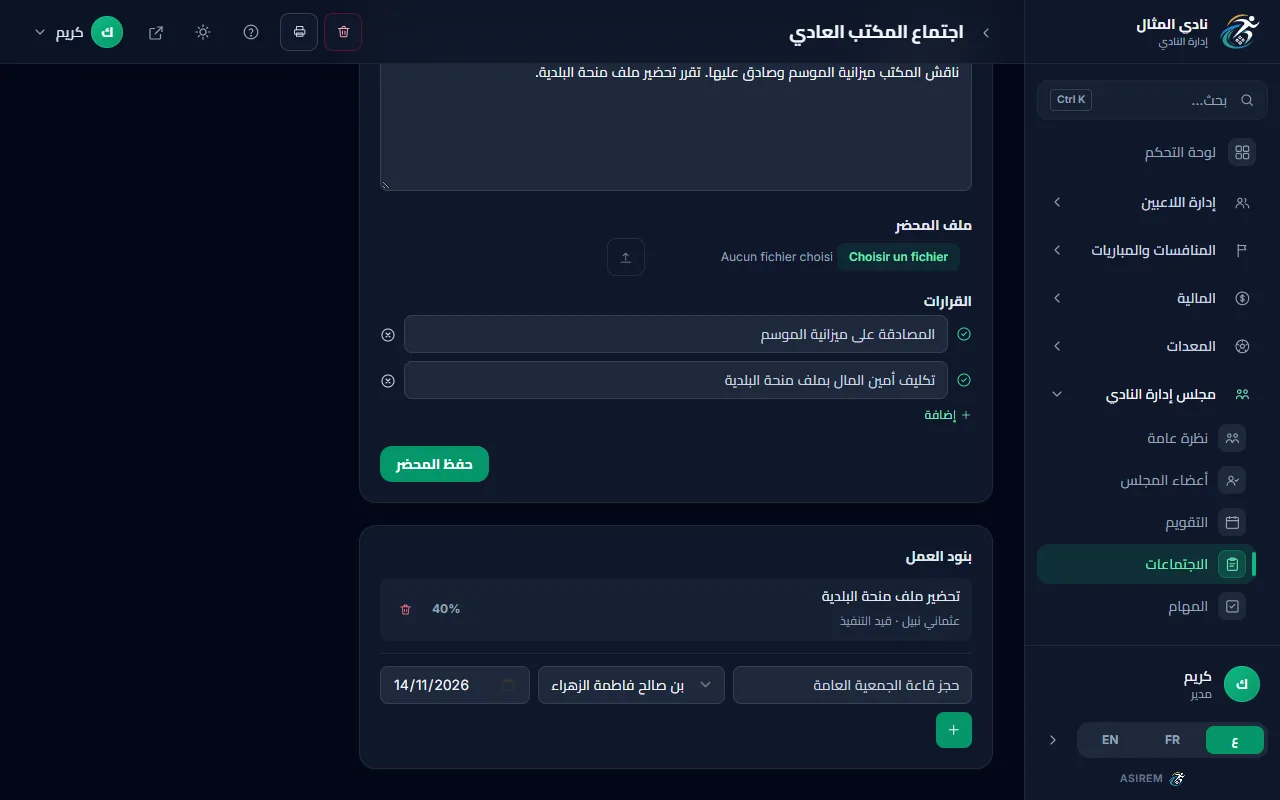 نادي المثال
إدارة النادي
بحث...
Ctrl K
لوحة التحكم
إدارة اللاعبين
المنافسات والمباريات
المالية
المعدات
مجلس إدارة النادي
نظرة عامة
أعضاء المجلس
التقويم
الاجتماعات
المهام
ك
كريم
مدير
ع
FR
EN
ASIREM
اجتماع المكتب العادي
ك
كريم
ناقش المكتب ميزانية الموسم وصادق عليها. تقرر تحضير ملف منحة البلدية.
ملف المحضر
Choisir un fichier
Aucun fichier choisi
القرارات
المصادقة على ميزانية الموسم
تكليف أمين المال بملف منحة البلدية
+ إضافة
حفظ المحضر
بنود العمل
تحضير ملف منحة البلدية
عثماني نبيل · قيد التنفيذ
40%
حجز قاعة الجمعية العامة
بن صالح فاطمة الزهراء
14/11/2026
+